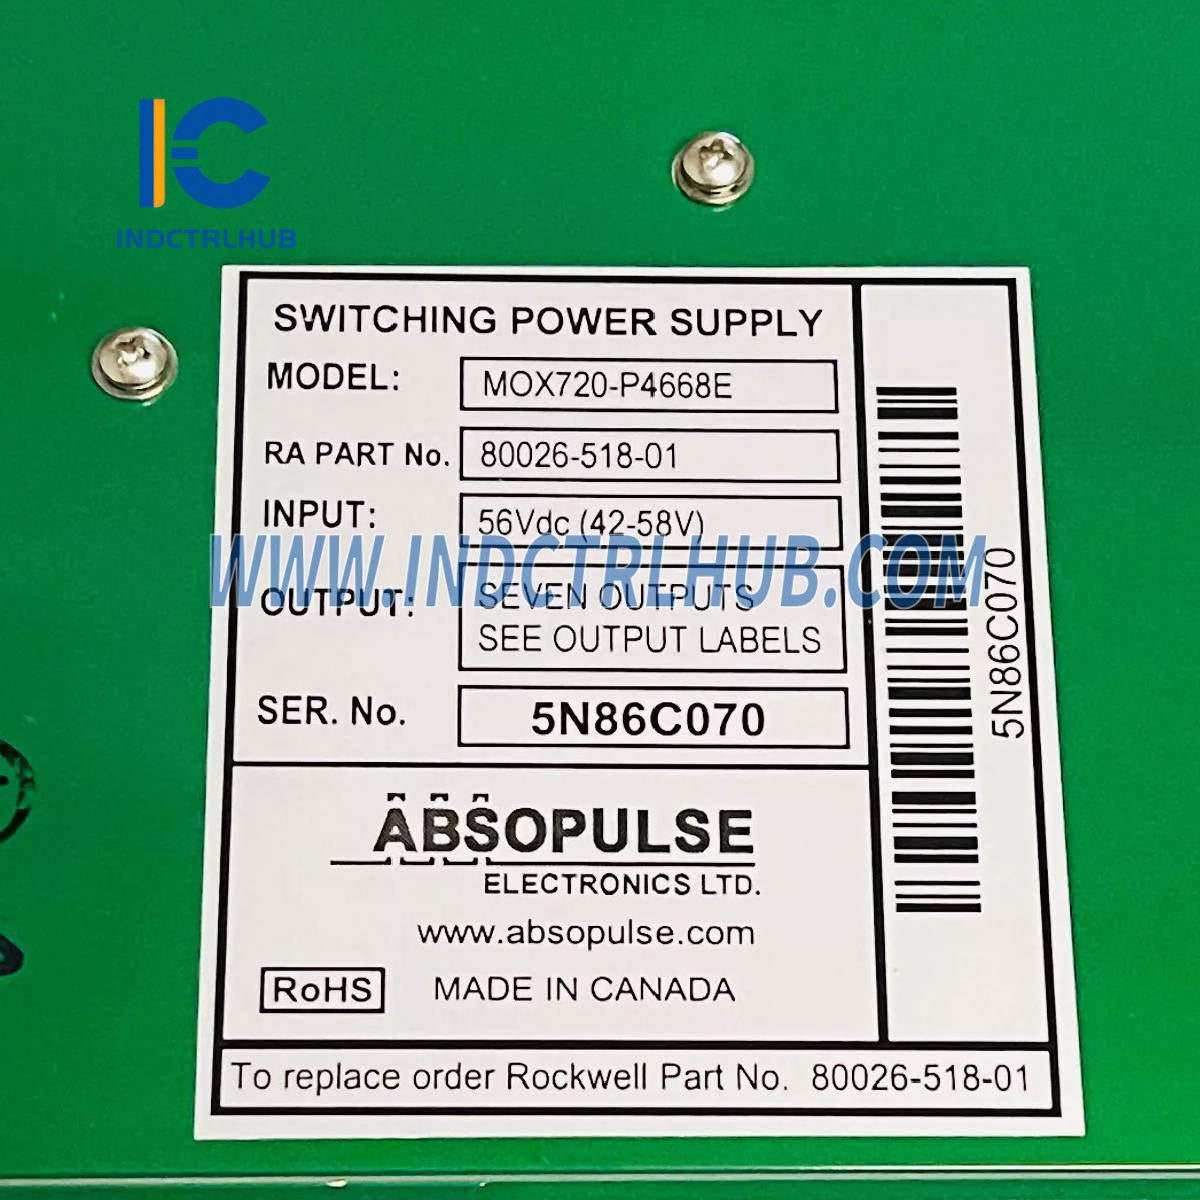 INDCTRLHUB
SWITCHING POWER SUPPLY
MODEL: MOX720-P4668E
RA PART No. 80026-518-01
INPUT: 56Vdc (42-58V)
WWW.INDCTRLHUB.COM
OUTPUT: SEVEN OUTPUTS
SEE OUTPUT LABELS
SER. No. 5N86C070
5N86C070
ABSOPULSE
ELECTRONICS LTD.
www.absopulse.com
RoHS MADE IN CANADA
To replace order Rockwell Part No. 80026-518-01